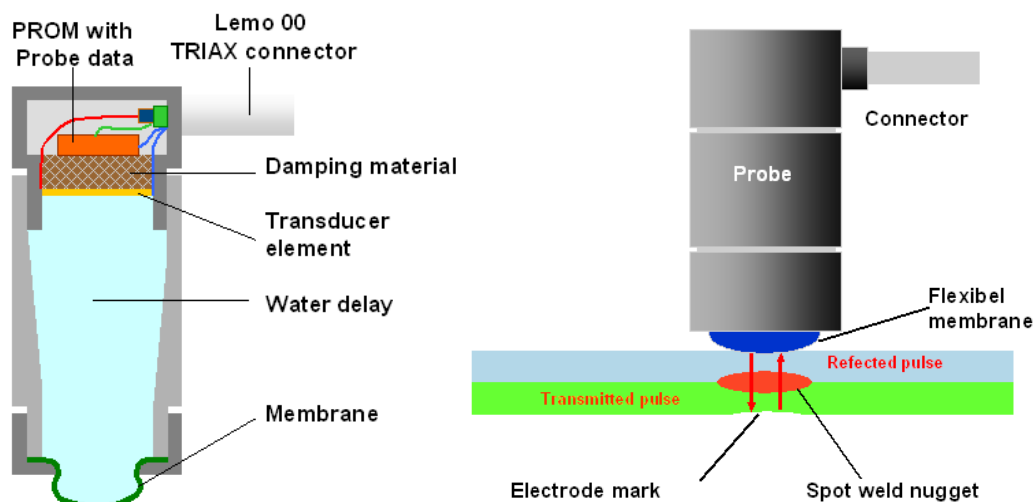 PROM with
Probe data
Lemo 00
TRIAX connector
Damping material
Transducer
element
Water delay
Membrane
Connector
Probe
Flexibel
membrane
Refected pulse
Transmitted pulse
Electrode mark
Spot weld nugget